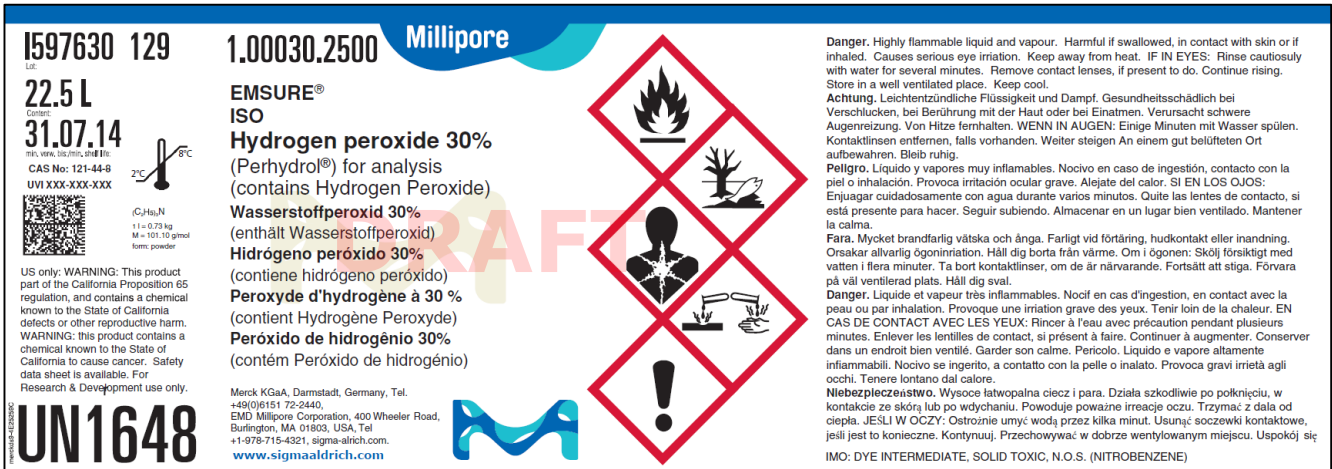 I597630 129
Lot:
22.5 L
Content:
31.07.14
min. verw. bis:/min. shelf life:
CAS No: 121-44-8
UVI XXX-XXX-XXX
8°C
2°C
(C₂H₅)₃N
1 l = 0,73 kg
M = 101.10 g/mol
form: powder
US only: WARNING: This product
part of the California Proposition 65
regulation, and contains a chemical
known to the State of California
defects or other reproductive harm.
WARNING: this product contains a
chemical known to the State of
California to cause cancer. Safety
data sheet is available. For
Research & Development use only.
UN1648
1.00030.2500
Millipore
EMSURE®
ISO
Hydrogen peroxide 30%
(Perhydrol®) for analysis
(contains Hydrogen Peroxide)
Wasserstoffperoxid 30%
(enthält Wasserstoffperoxid)
Hidrógeno peróxido 30%
(contiene hidrógeno peróxido)
Peroxyde d'hydrogène à 30 %
(contient Hydrogène Peroxyde)
Peróxido de hidrogênio 30%
(contém Peróxido de hidrogénio)
DRAFT
Merck KGaA, Darmstadt, Germany, Tel.
+49(0)6151 72-2440,
EMD Millipore Corporation, 400 Wheeler Road,
Burlington, MA 01803, USA, Tel
+1-978-715-4321, sigma-alrich.com.
www.sigmaaldrich.com
Danger. Highly flammable liquid and vapour. Harmful if swallowed, in contact with skin or if
inhaled. Causes serious eye irriation. Keep away from heat. IF IN EYES: Rinse cautiosuly
with water for several minutes. Remove contact lenses, if present to do. Continue rising.
Store in a well ventilated place. Keep cool.
Achtung. Leichtentzündliche Flüssigkeit und Dampf. Gesundheitsschädlich bei
Verschlucken, bei Berührung mit der Haut oder bei Einatmen. Verursacht schwere
Augenreizung. Von Hitze fernhalten. WENN IN AUGEN: Einige Minuten mit Wasser spülen.
Kontaktlinsen entfernen, falls vorhanden. Weiter steigen An einem gut belüfteten Ort
aufbewahren. Bleib ruhig.
Peligro. Líquido y vapores muy inflamables. Nocivo en caso de ingestión, contacto con la
piel o inhalación. Provoca irritación ocular grave. Alejate del calor. SI EN LOS OJOS:
Enjuagar cuidadosamente con agua durante varios minutos. Quite las lentes de contacto, si
está presente para hacer. Seguir subiendo. Almacenar en un lugar bien ventilado. Mantener
la calma.
Fara. Mycket brandfarlig vätska och ånga. Farligt vid förtäring, hudkontakt eller inandning.
Orsakar allvarlig ögoninriation. Håll dig borta från värme. Om i ögonen: Skölj försiktigt med
vatten i flera minuter. Ta bort kontaktlinser, om de är närvarande. Fortsätt att stiga. Förvara
på väl ventilerad plats. Håll dig sval.
Danger. Liquide et vapeur très inflammables. Nocif en cas d'ingestion, en contact avec la
peau ou par inhalation. Provoque une irriation grave des yeux. Tenir loin de la chaleur. EN
CAS DE CONTACT AVEC LES YEUX: Rincer à l'eau avec précaution pendant plusieurs
minutes. Enlever les lentilles de contact, si présent à faire. Continuer à augmenter. Conserver
dans un endroit bien ventilé. Garder son calme. Pericolo. Liquido e vapore altamente
infiammabili. Nocivo se ingerito, a contatto con la pelle o inalato. Provoca gravi irrietà agli
occhi. Tenere lontano dal calore.
Niebezpieczeństwo. Wysoce łatwopalna ciecz i para. Działa szkodliwie po połknięciu, w
kontakcie ze skórą lub po wdychaniu. Powoduje poważne irreacje oczu. Trzymać z dala od
ciepła. JEŚLI W OCZY: Ostrożnie umyć wodą przez kilka minut. Usunąć soczewki kontaktowe,
jeśli jest to konieczne. Kontynuuj. Przechowywać w dobrze wentylowanym miejscu. Uspokój się
IMO: DYE INTERMEDIATE, SOLID TOXIC, N.O.S. (NITROBENZENE)